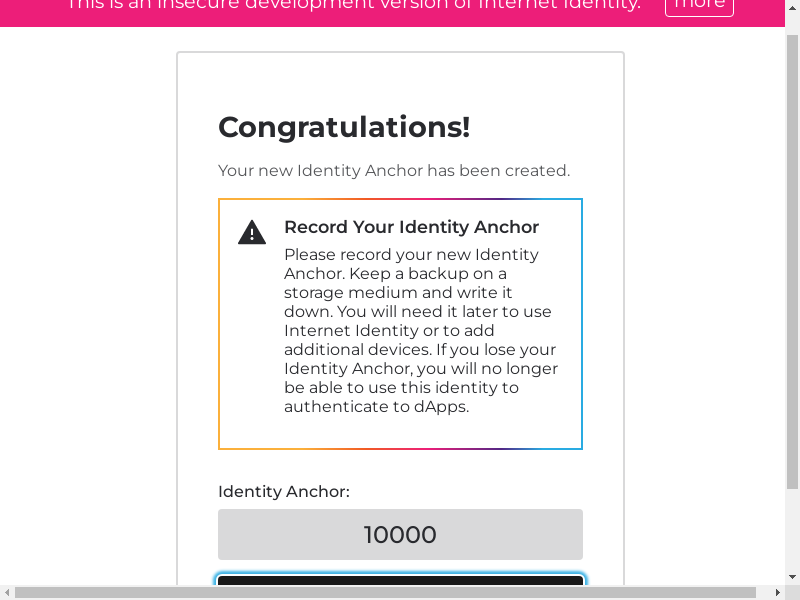 This is an insecure development version of Internet Identity.
more
Congratulations!
Your new Identity Anchor has been created.
Record Your Identity Anchor
Please record your new Identity
Anchor. Keep a backup on a
storage medium and write it
down. You will need it later to use
Internet Identity or to add
additional devices. If you lose your
Identity Anchor, you will no longer
be able to use this identity to
authenticate to dApps.
Identity Anchor:
10000